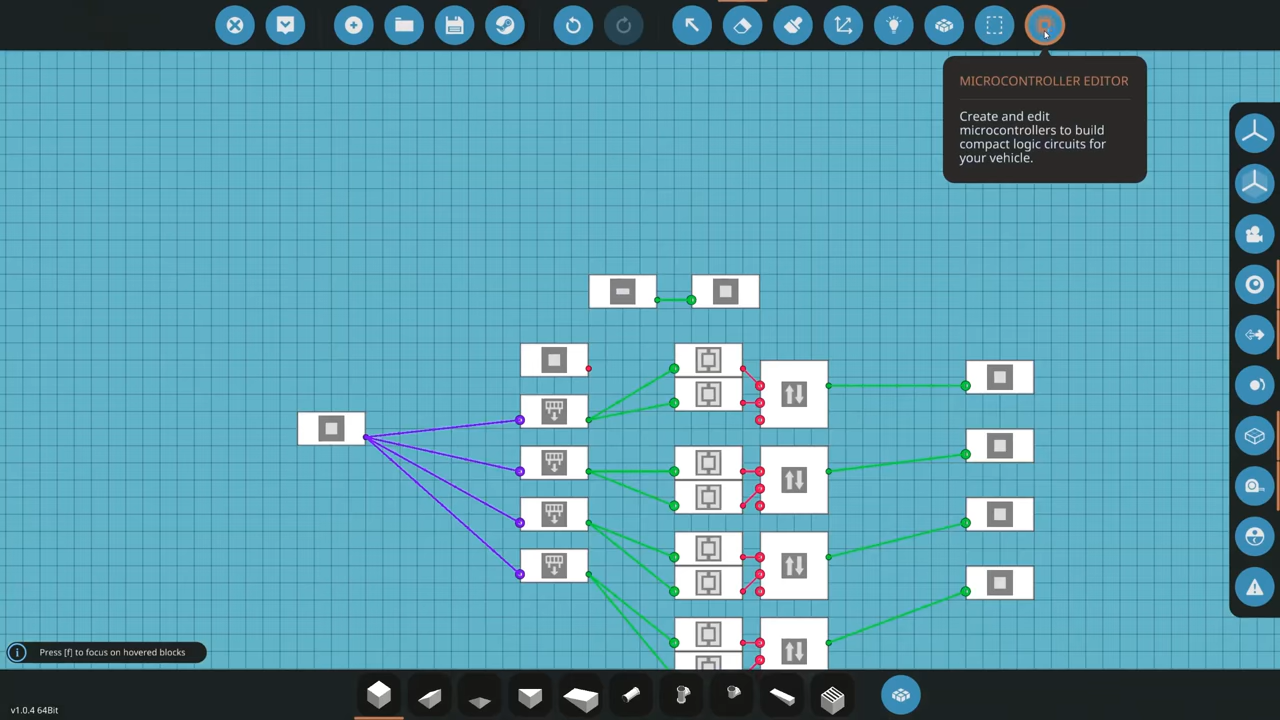 MICROCONTROLLER EDITOR
Create and edit
microcontrollers to build
compact logic circuits for
your vehicle.
Press [f] to focus on hovered blocks
v1.0.4 64Bit